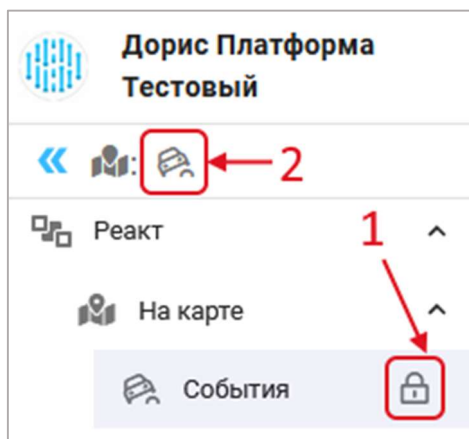 Дорис Платформа
Тестовый
: 2
Реакт 1
На карте
События